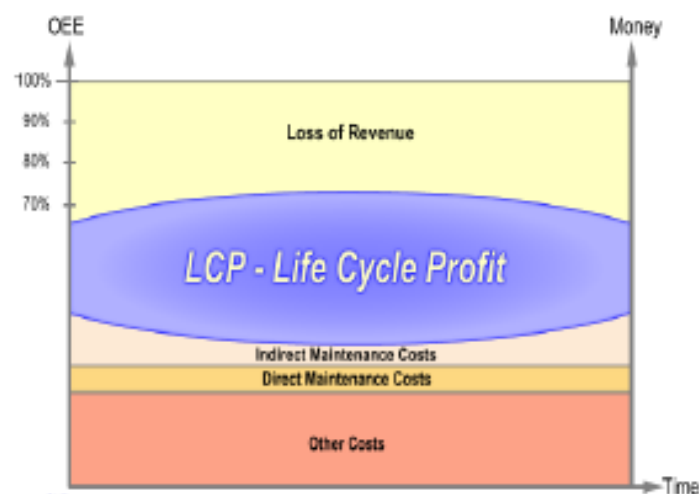 OEE
Money
100%
90%
80%
70%
Loss of Revenue
LCP - Life Cycle Profit
Indirect Maintenance Costs
Direct Maintenance Costs
Other Costs
Time